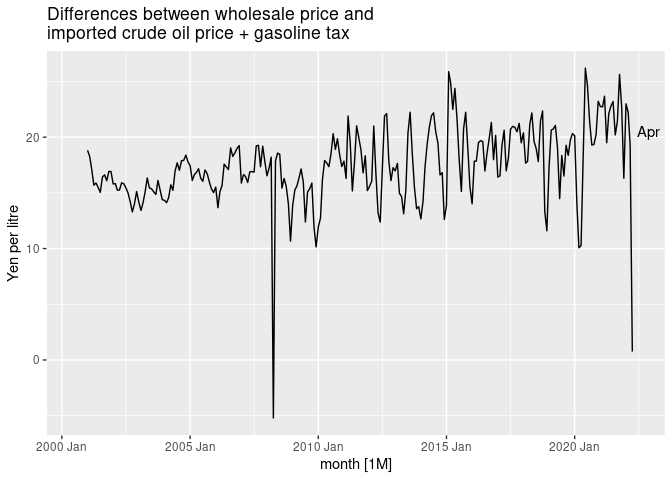 Differences between wholesale price and
imported crude oil price + gasoline tax
Yen per litre
20
10
0
Apr
2000 Jan
2005 Jan
2010 Jan
2015 Jan
2020 Jan
month [1M]